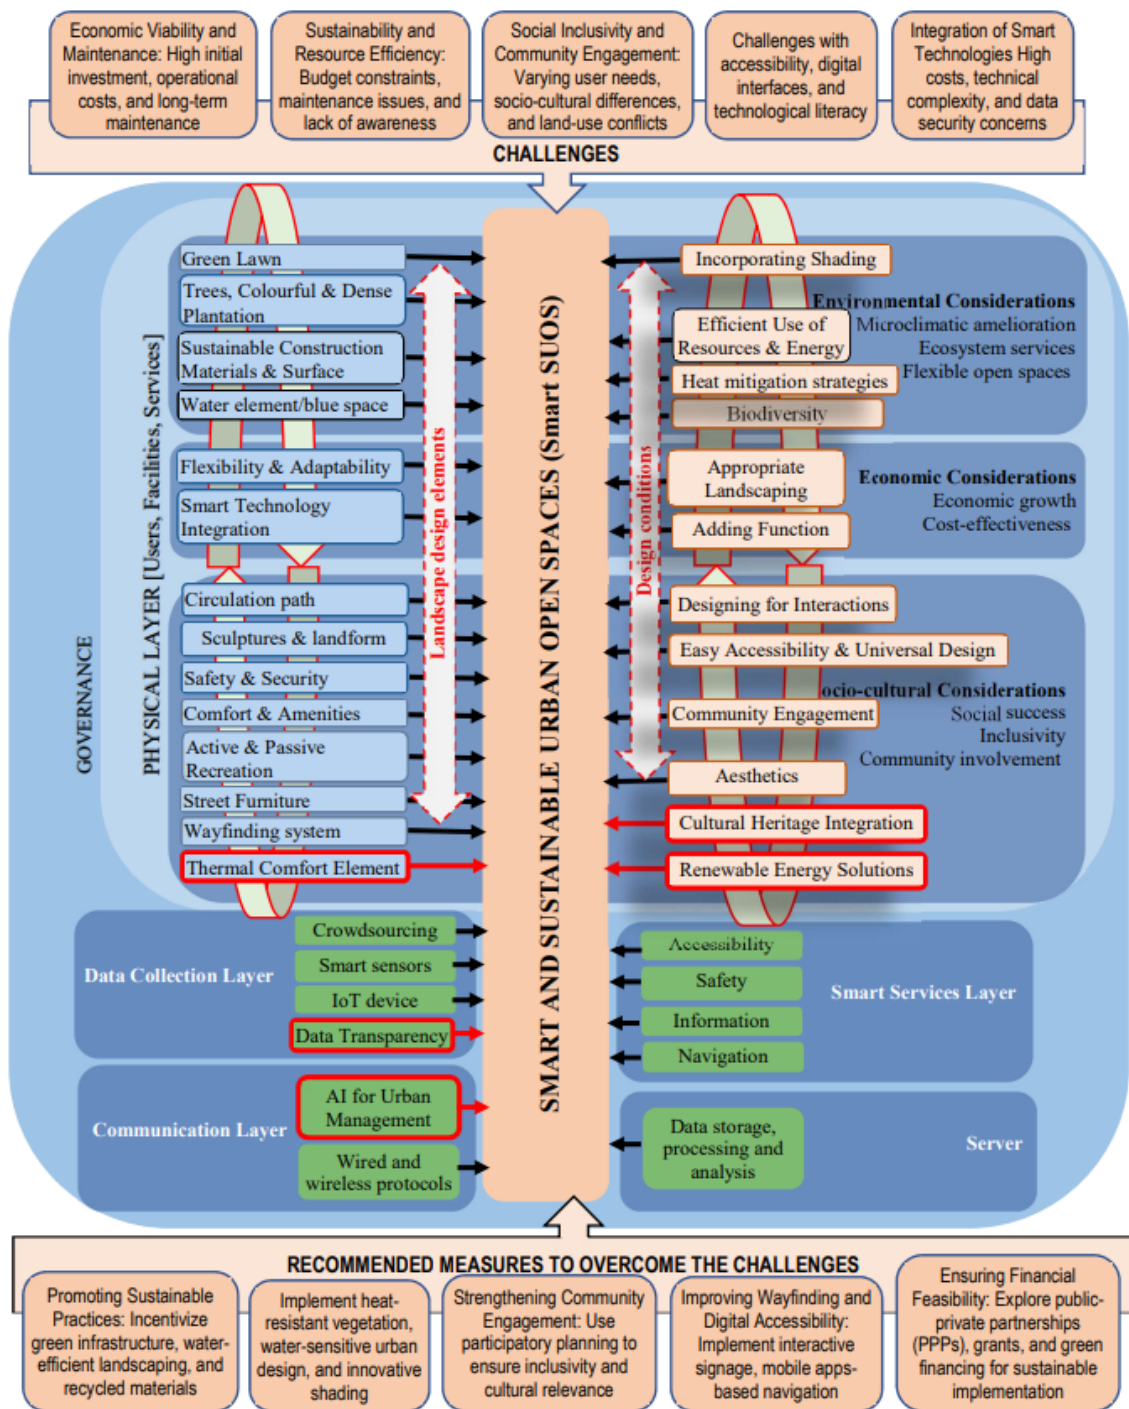 Economic Viability and
Maintenance: High initial
investment, operational
costs, and long-term
maintenance
Sustainability and
Resource Efficiency:
Budget constraints,
maintenance issues, and
lack of awareness
Social Inclusivity and
Community Engagement:
Varying user needs,
socio-cultural differences,
and land-use conflicts
Challenges with
accessibility, digital
interfaces, and
technological literacy
Integration of Smart
Technologies High
costs, technical
complexity, and data
security concerns
CHALLENGES
GOVERNANCE
PHYSICAL LAYER [Users, Facilities, Services]
Green Lawn
Trees, Colourful & Dense
Plantation
Sustainable Construction
Materials & Surface
Water element/blue space
Flexibility & Adaptability
Smart Technology
Integration
Circulation path
Sculptures & landform
Safety & Security
Comfort & Amenities
Active & Passive
Recreation
Street Furniture
Wayfinding system
Thermal Comfort Element
Landscape design elements
SMART AND SUSTAINABLE URBAN OPEN SPACES (Smart SUOS)
Design conditions
Incorporating Shading
Efficient Use of
Resources & Energy
Heat mitigation strategies
Biodiversity
Appropriate
Landscaping
Adding Function
Designing for Interactions
Easy Accessibility & Universal Design
Community Engagement
Aesthetics
Cultural Heritage Integration
Renewable Energy Solutions
Environmental Considerations
Microclimatic amelioration
Ecosystem services
Flexible open spaces
Economic Considerations
Economic growth
Cost-effectiveness
ocio-cultural Considerations
Social success
Inclusivity
Community involvement
Data Collection Layer
Crowdsourcing
Smart sensors
IoT device
Data Transparency
Communication Layer
AI for Urban
Management
Wired and
wireless protocols
Accessibility
Safety
Information
Navigation
Smart Services Layer
Data storage,
processing and
analysis
Server
RECOMMENDED MEASURES TO OVERCOME THE CHALLENGES
Promoting Sustainable
Practices: Incentivize
green infrastructure, water-
efficient landscaping, and
recycled materials
Implement heat-
resistant vegetation,
water-sensitive urban
design, and innovative
shading
Strengthening Community
Engagement: Use
participatory planning to
ensure inclusivity and
cultural relevance
Improving Wayfinding and
Digital Accessibility:
Implement interactive
signage, mobile apps-
based navigation
Ensuring Financial
Feasibility: Explore public-
private partnerships
(PPPs), grants, and green
financing for sustainable
implementation